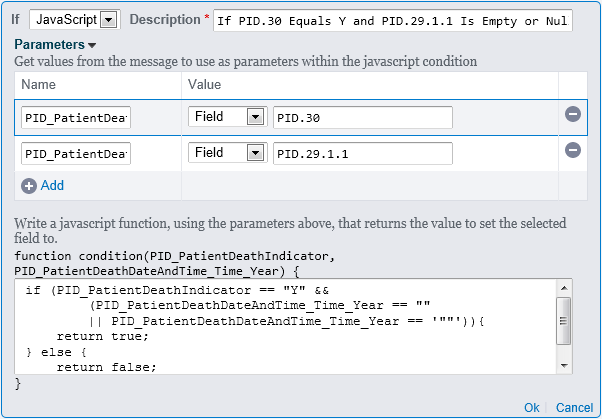 If JavaScript Description * If PID.30 Equals Y and PID.29.1.1 Is Empty or Nul
Parameters
Get values from the message to use as parameters within the javascript condition
Name Value
PID_PatientDea Field PID.30
PID_PatientDea Field PID.29.1.1
Add
Write a javascript function, using the parameters above, that returns the value to set the selected
field to.
function condition(PID_PatientDeathIndicator,
PID_PatientDeathDateAndTime_Time_Year) {
if (PID_PatientDeathIndicator == "Y" &&
(PID_PatientDeathDateAndTime_Time_Year == ""
|| PID_PatientDeathDateAndTime_Time_Year == '""')){
return true;
} else {
return false;
}
Ok Cancel